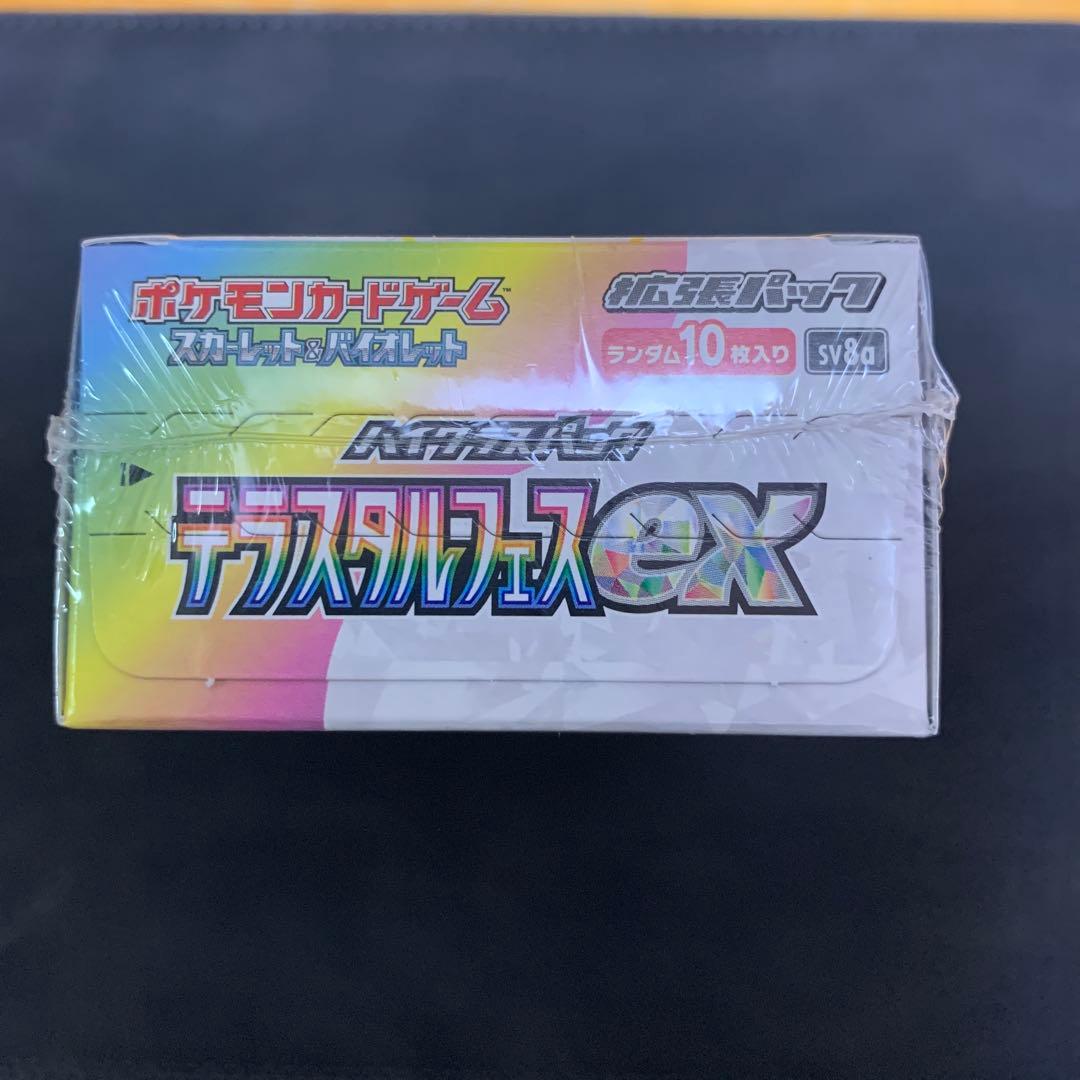 ポケモンカードゲーム™
スカーレット&バイオレット
拡張パック
ランダム10枚入り
sv8a
ハイクラスパック
テラスタルフェスex